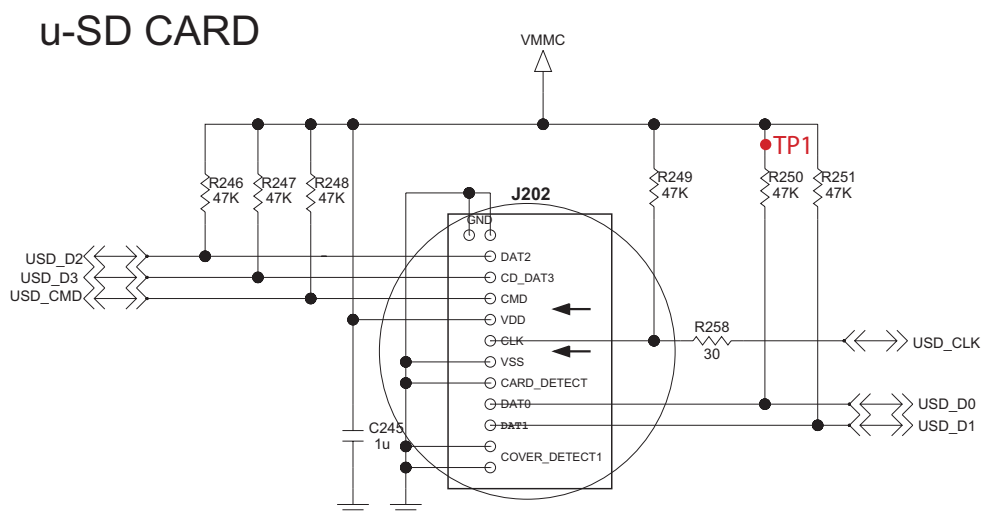 u-SD CARD
VMMC
TP1
R246
47K
R247
47K
R248
47K
R249
47K
R250
47K
R251
47K
J202
GND
USD_D2
USD_D3
USD_CMD
DAT2
CD_DAT3
CMD
VDD
CLK
VSS
CARD_DETECT
DAT0
DAT1
COVER_DETECT1
R258
30
USD_CLK
USD_D0
USD_D1
C245
1u